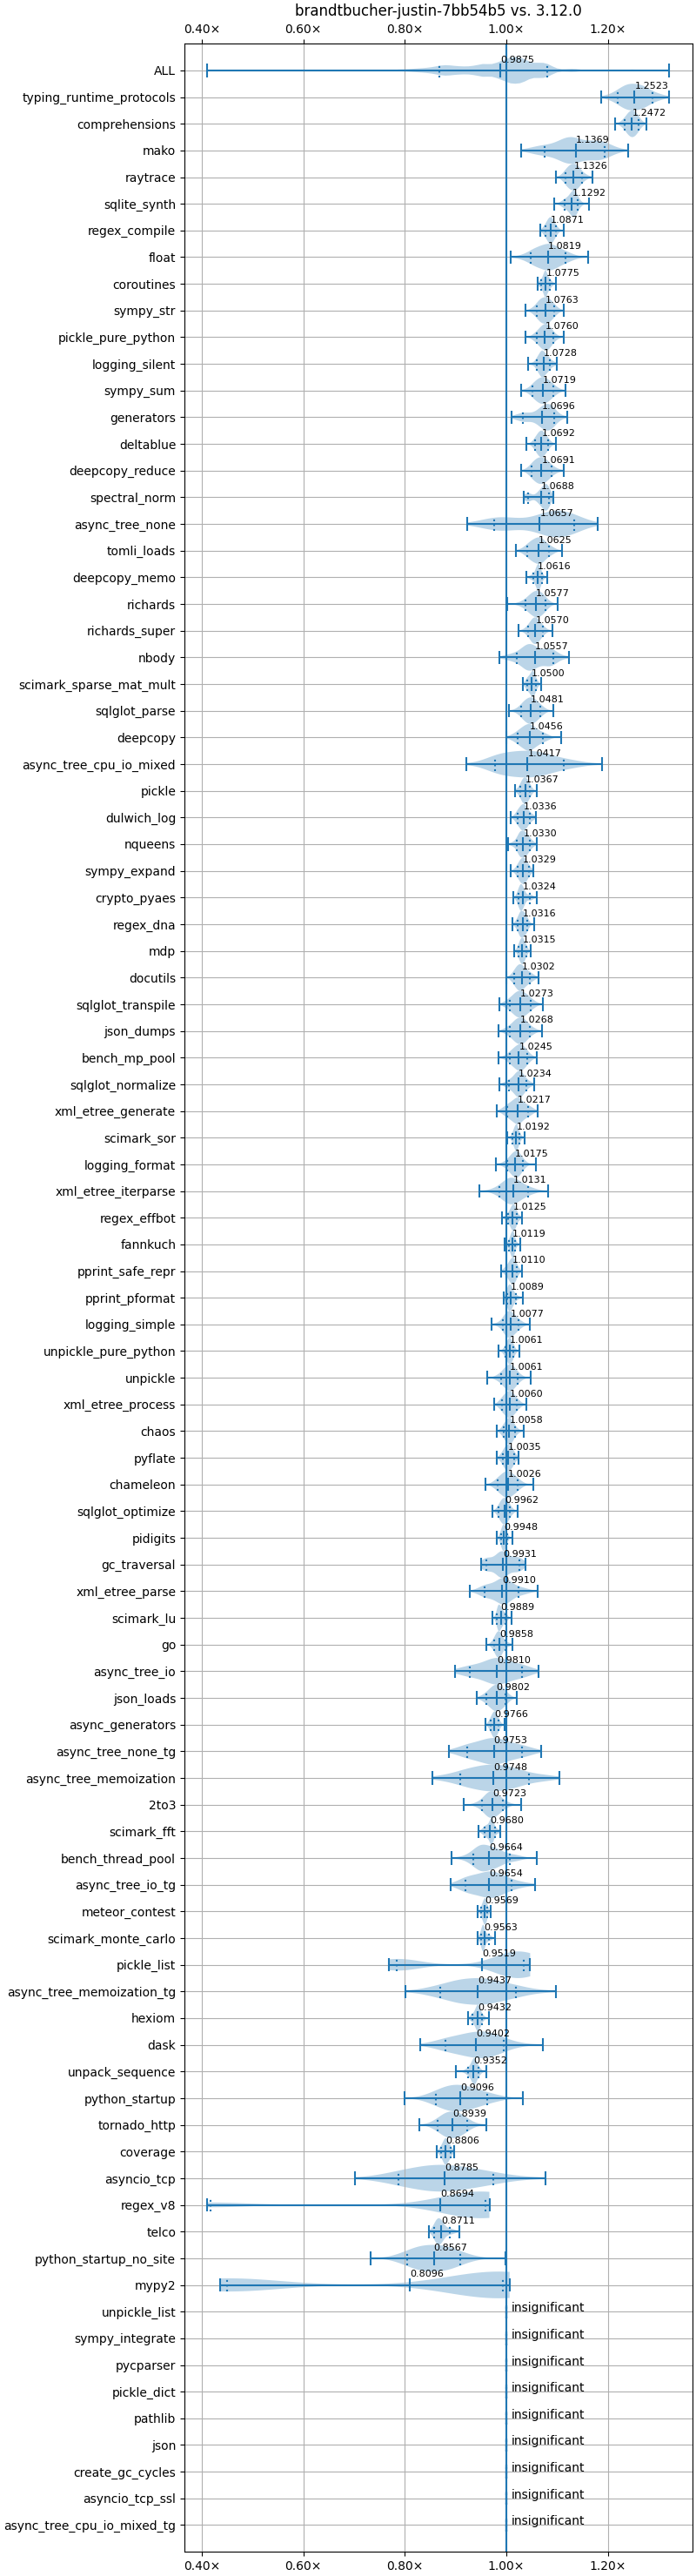 brandtbucher-justin-7bb54b5 vs. 3.12.0
0.40× 0.60× 0.80× 1.00× 1.20×
ALL 0.9875
typing_runtime_protocols 1.2523
comprehensions 1.2472
mako 1.1369
raytrace 1.1326
sqlite_synth 1.1292
regex_compile 1.0871
float 1.0819
coroutines 1.0775
sympy_str 1.0763
pickle_pure_python 1.0760
logging_silent 1.0728
sympy_sum 1.0719
generators 1.0696
deltablue 1.0692
deepcopy_reduce 1.0691
spectral_norm 1.0688
async_tree_none 1.0657
tomli_loads 1.0625
deepcopy_memo 1.0616
richards 1.0577
richards_super 1.0570
nbody 1.0557
scimark_sparse_mat_mult 1.0500
sqlglot_parse 1.0481
deepcopy 1.0456
async_tree_cpu_io_mixed 1.0417
pickle 1.0367
dulwich_log 1.0336
nqueens 1.0330
sympy_expand 1.0329
crypto_pyaes 1.0324
regex_dna 1.0316
mdp 1.0315
docutils 1.0302
sqlglot_transpile 1.0273
json_dumps 1.0268
bench_mp_pool 1.0245
sqlglot_normalize 1.0234
xml_etree_generate 1.0217
scimark_sor 1.0192
logging_format 1.0175
xml_etree_iterparse 1.0131
regex_effbot 1.0125
fannkuch 1.0119
pprint_safe_repr 1.0110
pprint_pformat 1.0089
logging_simple 1.0077
unpickle_pure_python 1.0061
unpickle 1.0061
xml_etree_process 1.0060
chaos 1.0058
pyflate 1.0035
chameleon 1.0026
sqlglot_optimize 0.9962
pidigits 0.9948
gc_traversal 0.9931
xml_etree_parse 0.9910
scimark_lu 0.9889
go 0.9858
async_tree_io 0.9810
json_loads 0.9802
async_generators 0.9766
async_tree_none_tg 0.9753
async_tree_memoization 0.9748
2to3 0.9723
scimark_fft 0.9680
bench_thread_pool 0.9664
async_tree_io_tg 0.9654
meteor_contest 0.9569
scimark_monte_carlo 0.9563
pickle_list 0.9519
async_tree_memoization_tg 0.9437
hexiom 0.9432
dask 0.9402
unpack_sequence 0.9352
python_startup 0.9096
tornado_http 0.8939
coverage 0.8806
asyncio_tcp 0.8785
regex_v8 0.8694
telco 0.8711
python_startup_no_site 0.8567
mypy2 0.8096
unpickle_list insignificant
sympy_integrate insignificant
pycparser insignificant
pickle_dict insignificant
pathlib insignificant
json insignificant
create_gc_cycles insignificant
asyncio_tcp_ssl insignificant
async_tree_cpu_io_mixed_tg insignificant
0.40× 0.60× 0.80× 1.00× 1.20×